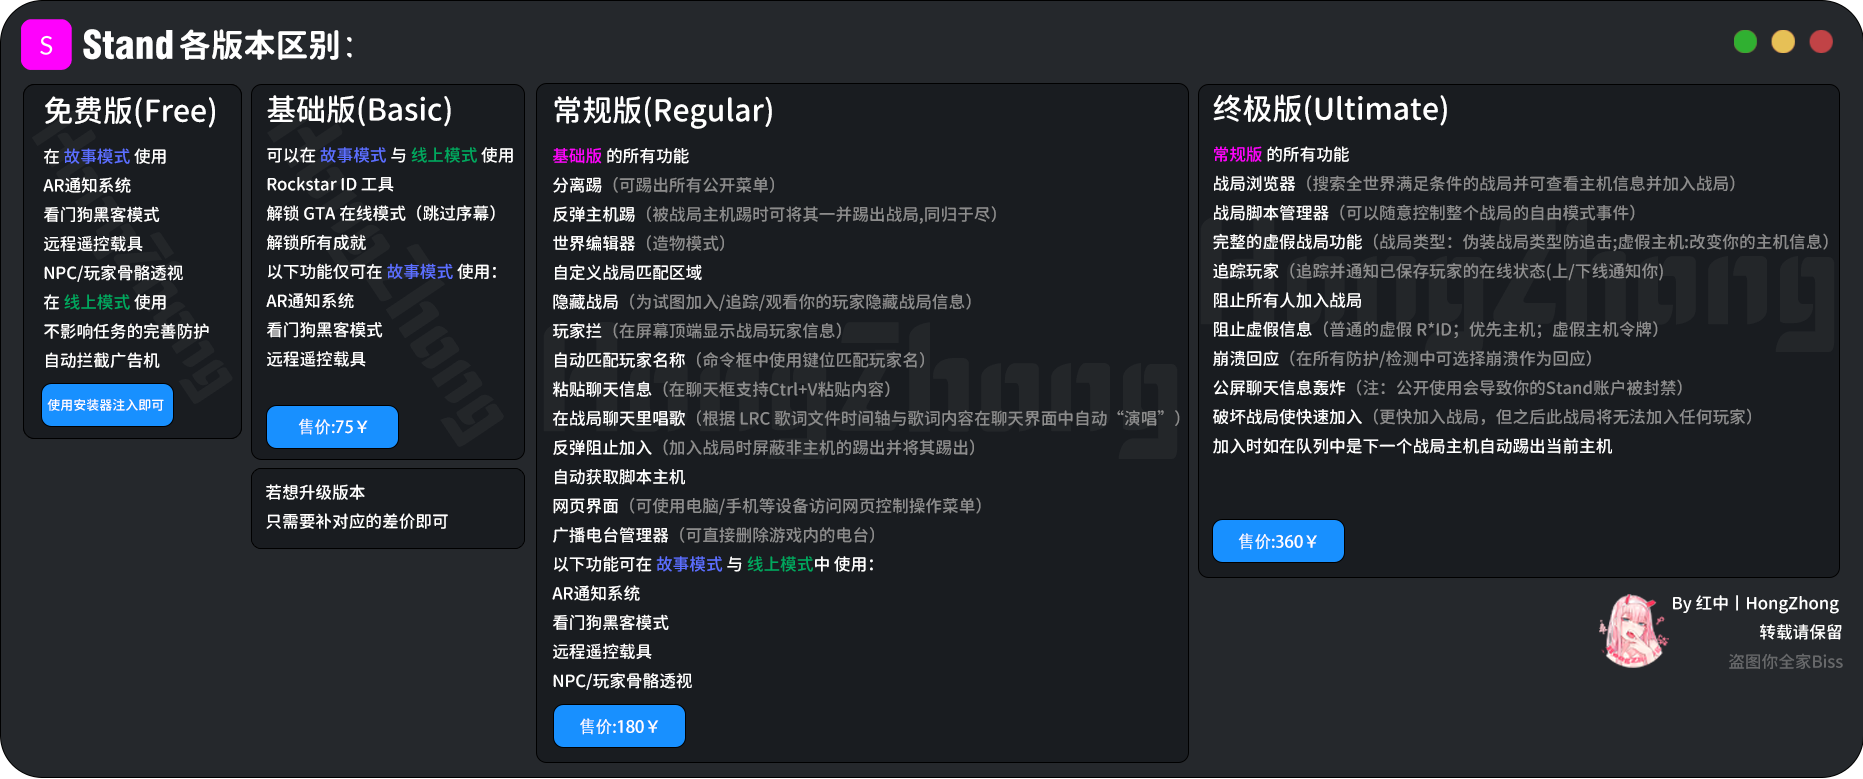 S
Stand 各版本区别：
免费版(Free)
在 故事模式 使用
AR通知系统
看门狗黑客模式
远程遥控载具
NPC/玩家骨骼透视
在 线上模式 使用
不影响任务的完善防护
自动拦截广告机
使用安装器注入即可
基础版(Basic)
可以在 故事模式 与 线上模式 使用
Rockstar ID 工具
解锁 GTA 在线模式（跳过序幕）
解锁所有成就
以下功能仅可在 故事模式 使用：
AR通知系统
看门狗黑客模式
远程遥控载具
售价:75￥
若想升级版本
只需要补对应的差价即可
常规版(Regular)
基础版 的所有功能
分离踢（可踢出所有公开菜单）
反弹主机踢（被战局主机踢时可将其一并踢出战局,同归于尽）
世界编辑器（造物模式）
自定义战局匹配区域
隐藏战局（为试图加入/追踪/观看你的玩家隐藏战局信息）
玩家拦（在屏幕顶端显示战局玩家信息）
自动匹配玩家名称（命令框中使用键位匹配玩家名）
粘贴聊天信息（在聊天框支持Ctrl+V粘贴内容）
在战局聊天里唱歌（根据 LRC 歌词文件时间轴与歌词内容在聊天界面中自动“演唱”）
反弹阻止加入（加入战局时屏蔽非主机的踢出并将其踢出）
自动获取脚本主机
网页界面（可使用电脑/手机等设备访问网页控制操作菜单）
广播电台管理器（可直接删除游戏内的电台）
以下功能可在 故事模式 与 线上模式中 使用：
AR通知系统
看门狗黑客模式
远程遥控载具
NPC/玩家骨骼透视
售价:180￥
终极版(Ultimate)
常规版 的所有功能
战局浏览器（搜索全世界满足条件的战局并可查看主机信息并加入战局）
战局脚本管理器（可以随意控制整个战局的自由模式事件）
完整的虚假战局功能（战局类型：伪装战局类型防追击;虚假主机:改变你的主机信息）
追踪玩家（追踪并通知已保存玩家的在线状态(上/下线通知你)
阻止所有人加入战局
阻止虚假信息（普通的虚假 R*ID；优先主机；虚假主机令牌）
崩溃回应（在所有防护/检测中可选择崩溃作为回应）
公屏聊天信息轰炸（注：公开使用会导致你的Stand账户被封禁）
破坏战局使快速加入（更快加入战局，但之后此战局将无法加入任何玩家）
加入时如在队列中是下一个战局主机自动踢出当前主机
售价:360￥
By 红中丨HongZhong
转载请保留
盗图你全家Biss
HongZhong
HongZhong
HongZhong
HongZhong